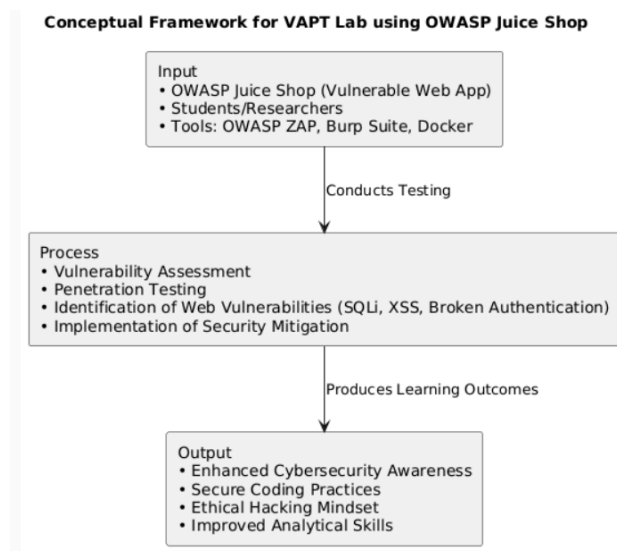 Conceptual Framework for VAPT Lab using OWASP Juice Shop
Input
• OWASP Juice Shop (Vulnerable Web App)
• Students/Researchers
• Tools: OWASP ZAP, Burp Suite, Docker
Conducts Testing
Process
• Vulnerability Assessment
• Penetration Testing
• Identification of Web Vulnerabilities (SQLi, XSS, Broken Authentication)
• Implementation of Security Mitigation
Produces Learning Outcomes
Output
• Enhanced Cybersecurity Awareness
• Secure Coding Practices
• Ethical Hacking Mindset
• Improved Analytical Skills